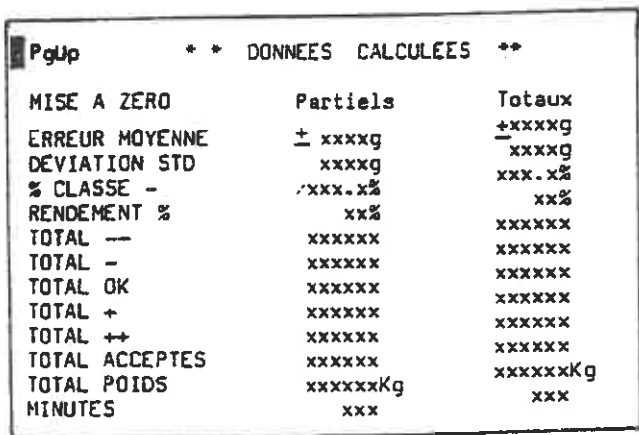 PgUp * * DONNEES CALCULEES **
MISE A ZERO Partiels Totaux
ERREUR MOYENNE ± xxxxg ±xxxxg
DEVIATION STD xxxxg xxxxg
% CLASSE - xxx.x% xxx.x%
RENDEMENT % xx% xx%
TOTAL -- xxxxxx xxxxxx
TOTAL - xxxxxx xxxxxx
TOTAL OK xxxxxx xxxxxx
TOTAL + xxxxxx xxxxxx
TOTAL ++ xxxxxx xxxxxx
TOTAL ACCEPTES xxxxxx xxxxxx
TOTAL POIDS xxxxxxKg xxxxxxKg
MINUTES xxx xxx